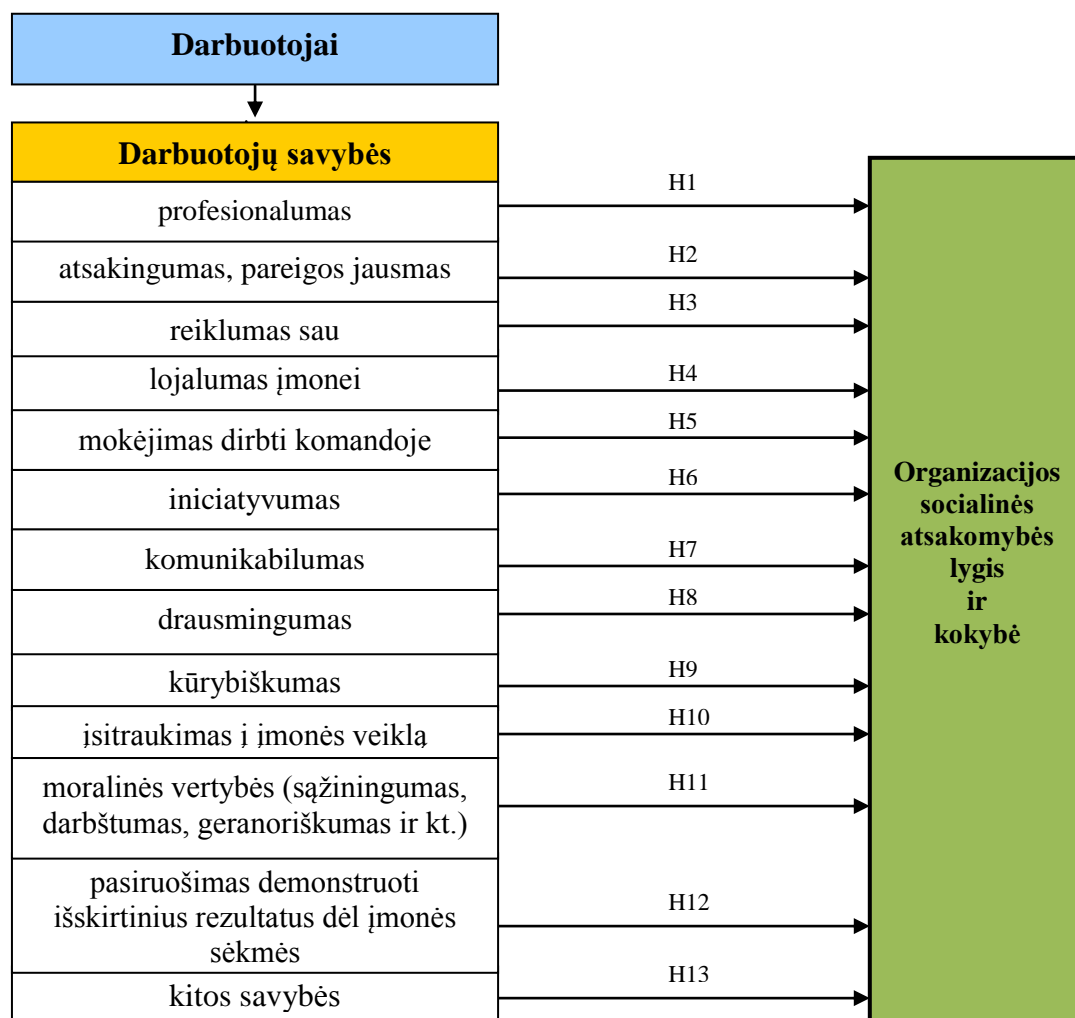 Darbuotojai
Darbuotojų savybės
profesionalumas
H1
atsakingumas, pareigos jausmas
H2
reiklumas sau
H3
lojalumas įmonei
H4
mokėjimas dirbti komandoje
H5
iniciatyvumas
H6
komunikabilumas
H7
drausmingumas
H8
kūrybiškumas
H9
įsitraukimas į įmonės veiklą
H10
moralinės vertybės (sąžiningumas,
darbštumas, geranoriškumas ir kt.)
H11
pasiruošimas demonstruoti
išskirtinius rezultatus dėl įmonės
sėkmės
H12
kitos savybės
H13
Organizacijos
socialinės
atsakomybės
lygis
ir
kokybė